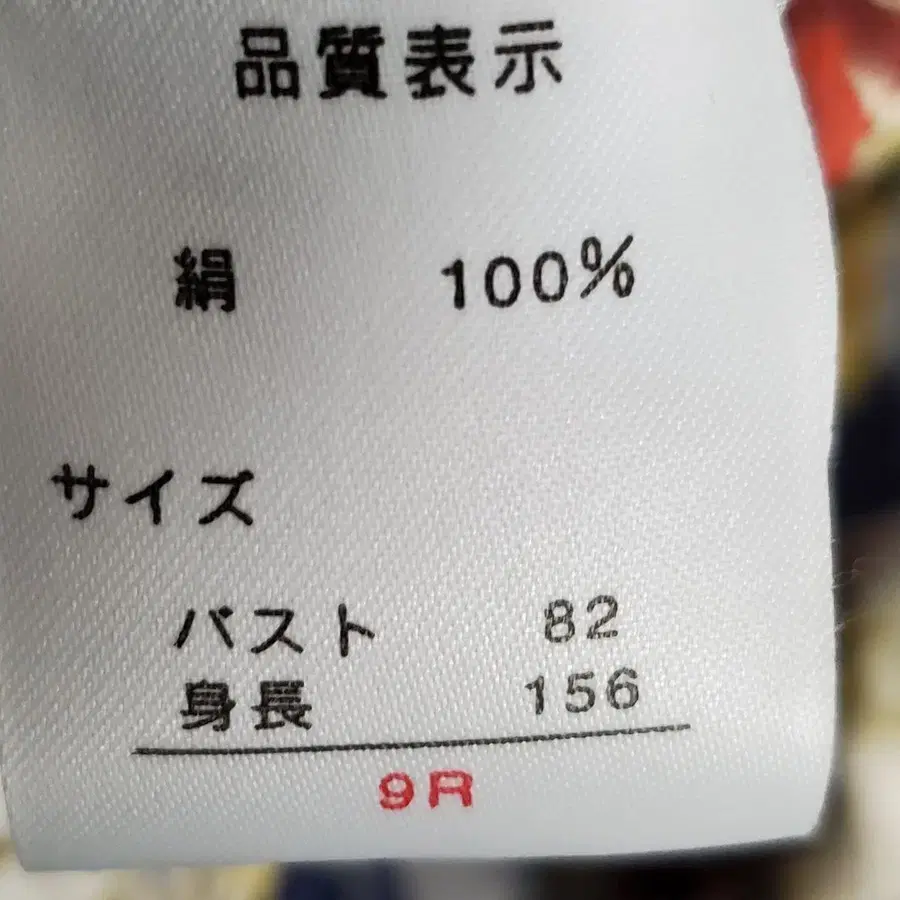 品質表示
絹 100%
サイズ
バスト 82
身長 156
9R